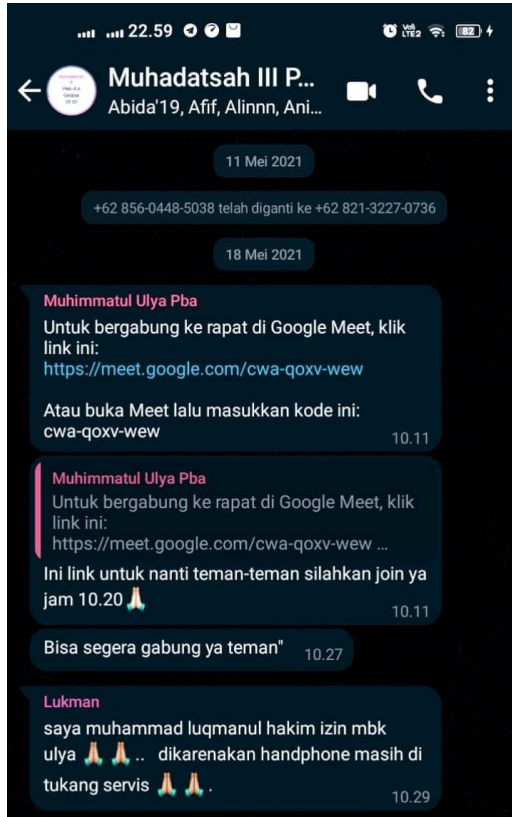 22.59
VoI LTE2 82
Muhadatsah III P...
Abida'19, Afif, Alinnn, Ani...
11 Mei 2021
+62 856-0448-5038 telah diganti ke +62 821-3227-0736
18 Mei 2021
Muhimmatul Ulya Pba
Untuk bergabung ke rapat di Google Meet, klik
link ini:
https://meet.google.com/cwa-qoxv-wew
Atau buka Meet lalu masukkan kode ini:
cwa-qoxv-wew
10.11
Muhimmatul Ulya Pba
Untuk bergabung ke rapat di Google Meet, klik
link ini:
https://meet.google.com/cwa-qoxv-wew ...
Ini link untuk nanti teman-teman silahkan join ya
jam 10.20 🙏🏻
10.11
Bisa segera gabung ya teman" 10.27
Lukman
saya muhammad luqmanul hakim izin mbk
ulya 🙏🏻 🙏🏻 .. dikarenakan handphone masih di
tukang servis 🙏🏻 🙏🏻 .
10.29